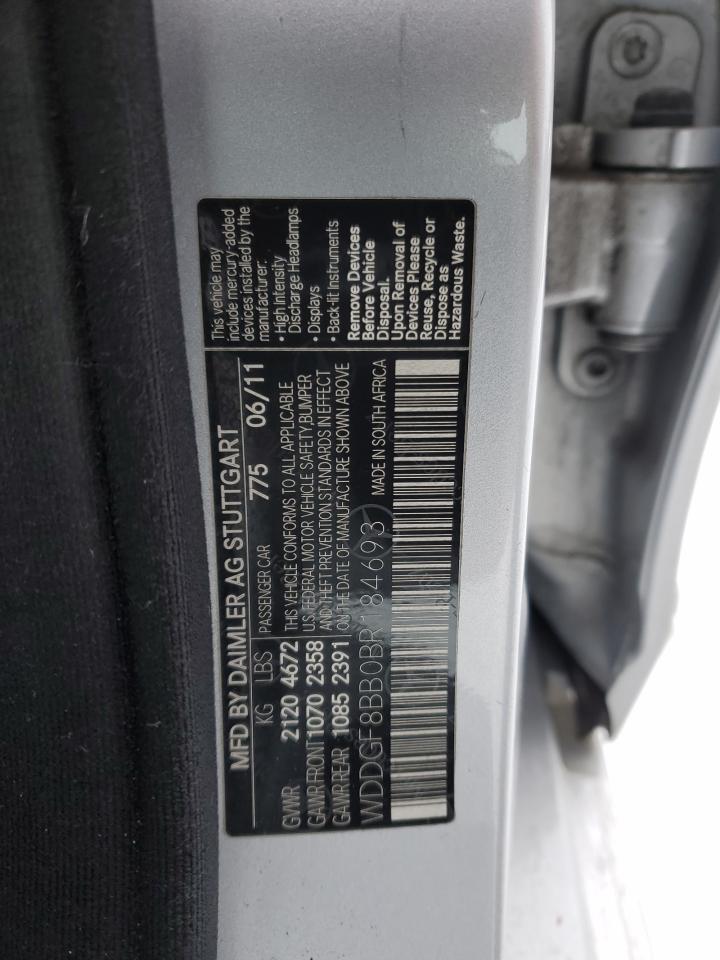 MFD BY DAIMLER AG STUTTGART
KG LBS PASSENGER CAR 775 06/11
GVWR 2120 4672
GAWR FRONT 1070 2358
GAWR REAR 1085 2391
THIS VEHICLE CONFORMS TO ALL APPLICABLE
U.S. FEDERAL MOTOR VEHICLE SAFETY,BUMPER
AND THEFT PREVENTION STANDARDS IN EFFECT
ON THE DATE OF MANUFACTURE SHOWN ABOVE
WDDGF8BB0BR184693 MADE IN SOUTH AFRICA
This vehicle may
include mercury-added
devices installed by the
manufacturer:
• High Intensity
Discharge Headlamps
• Displays
• Back-lit Instruments
Remove Devices
Before Vehicle
Disposal.
Upon Removal of
Devices Please
Reuse, Recycle or
Dispose as
Hazardous Waste.